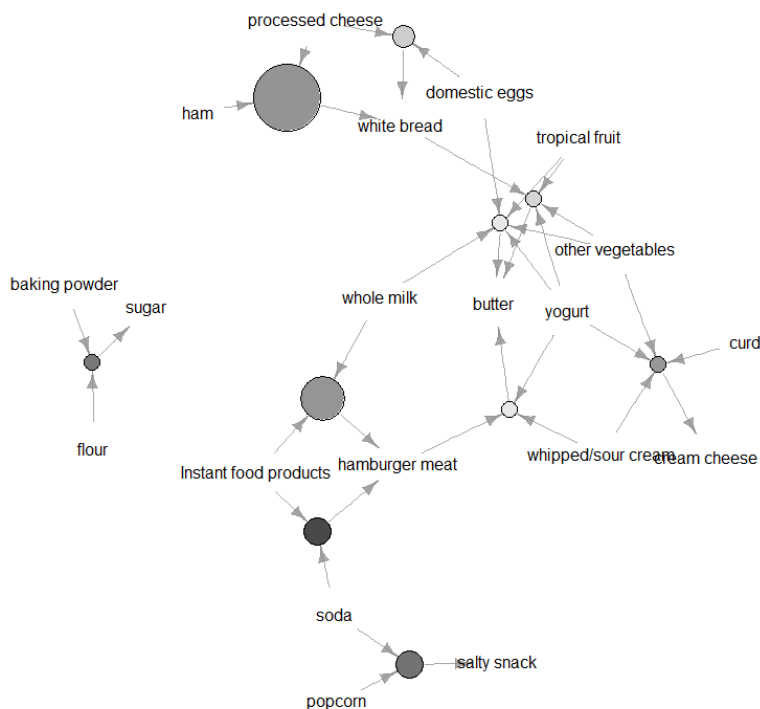 processed cheese
domestic eggs
ham
white bread
tropical fruit
other vegetables
baking powder
whole milk
butter
yogurt
sugar
curd
flour
whipped/sour cream
cream cheese
hamburger meat
Instant food products
soda
salty snack
popcorn